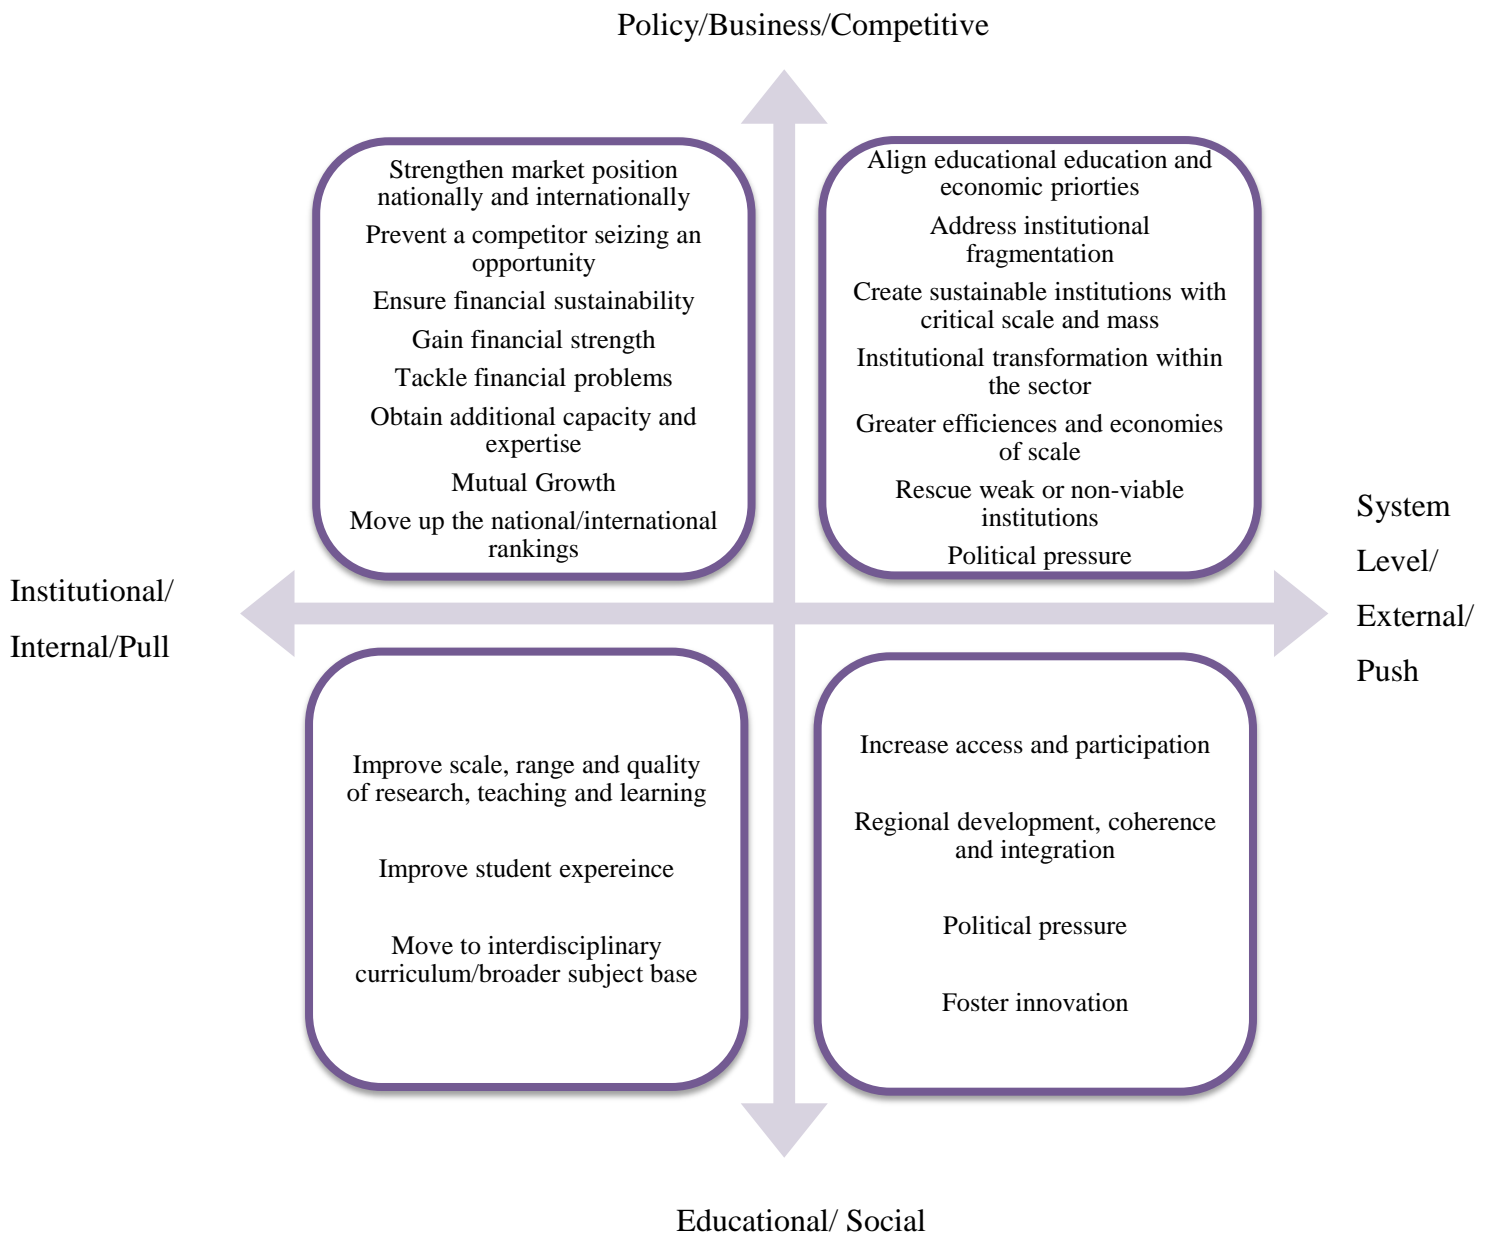 Policy/Business/Competitive
Strengthen market position
nationally and internationally
Prevent a competitor seizing an
opportunity
Ensure financial sustainability
Gain financial strength
Tackle financial problems
Obtain additional capacity and
expertise
Mutual Growth
Move up the national/international
rankings
Align educational education and
economic priorties
Address institutional
fragmentation
Create sustainable institutions with
critical scale and mass
Institutional transformation within
the sector
Greater efficiences and economies
of scale
Rescue weak or non-viable
institutions
Political pressure
Institutional/
Internal/Pull
System
Level/
External/
Push
Improve scale, range and quality
of research, teaching and learning
Improve student expereince
Move to interdisciplinary
curriculum/broader subject base
Increase access and participation
Regional development, coherence
and integration
Political pressure
Foster innovation
Educational/ Social